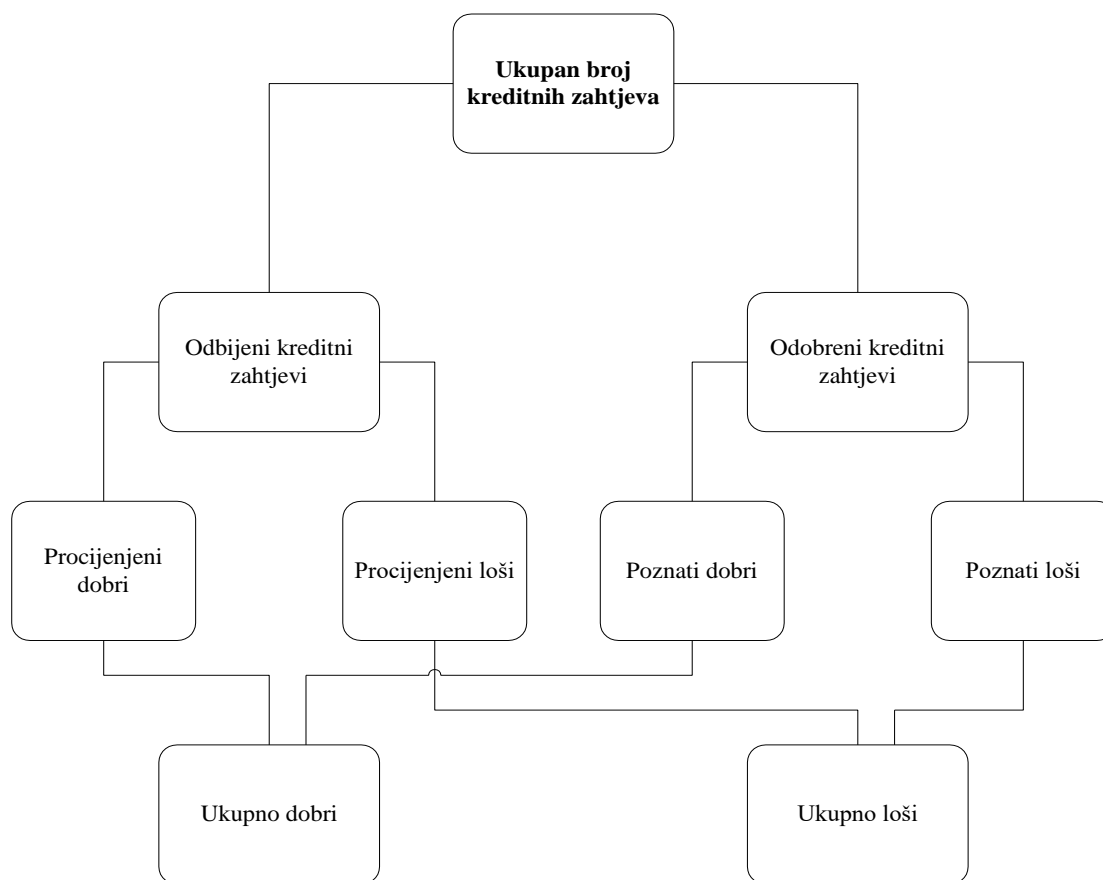 Ukupan broj
kreditnih zahtjeva
Odbijeni kreditni
zahtjevi
Odobreni kreditni
zahtjevi
Procijenjeni
dobri
Procijenjeni loši
Poznati dobri
Poznati loši
Ukupno dobri
Ukupno loši